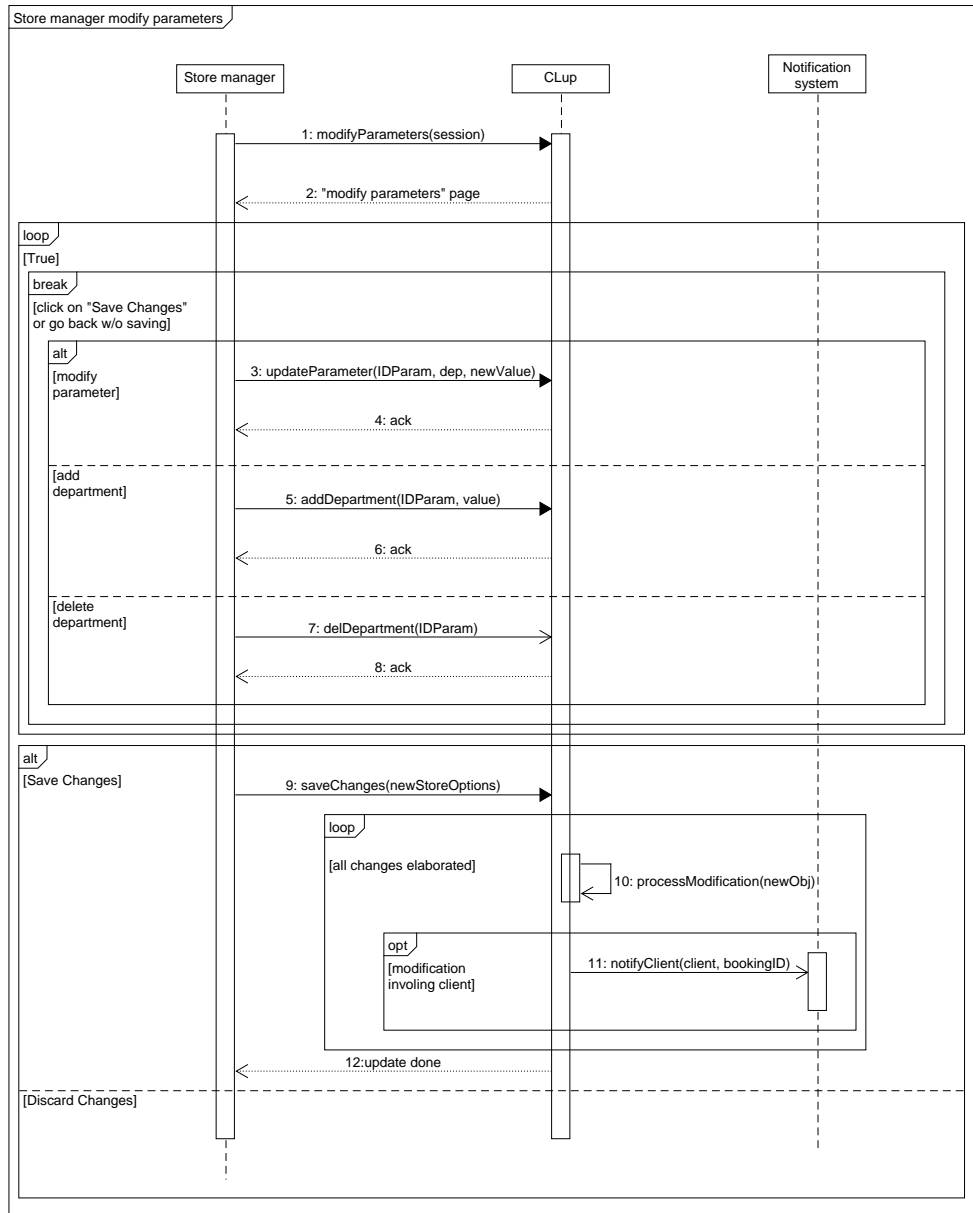 Store manager modify parameters
Store manager
CLup
Notification
system
1: modifyParameters(session)
2: "modify parameters" page
loop
[True]
break
[click on "Save Changes"
or go back w/o saving]
alt
[modify
parameter]
3: updateParameter(IDParam, dep, newValue)
4: ack
[add
department]
5: addDepartment(IDParam, value)
6: ack
[delete
department]
7: delDepartment(IDParam)
8: ack
alt
[Save Changes]
9: saveChanges(newStoreOptions)
loop
[all changes elaborated]
10: processModification(newObj)
opt
[modification
involing client]
11: notifyClient(client, bookingID)
12:update done
[Discard Changes]